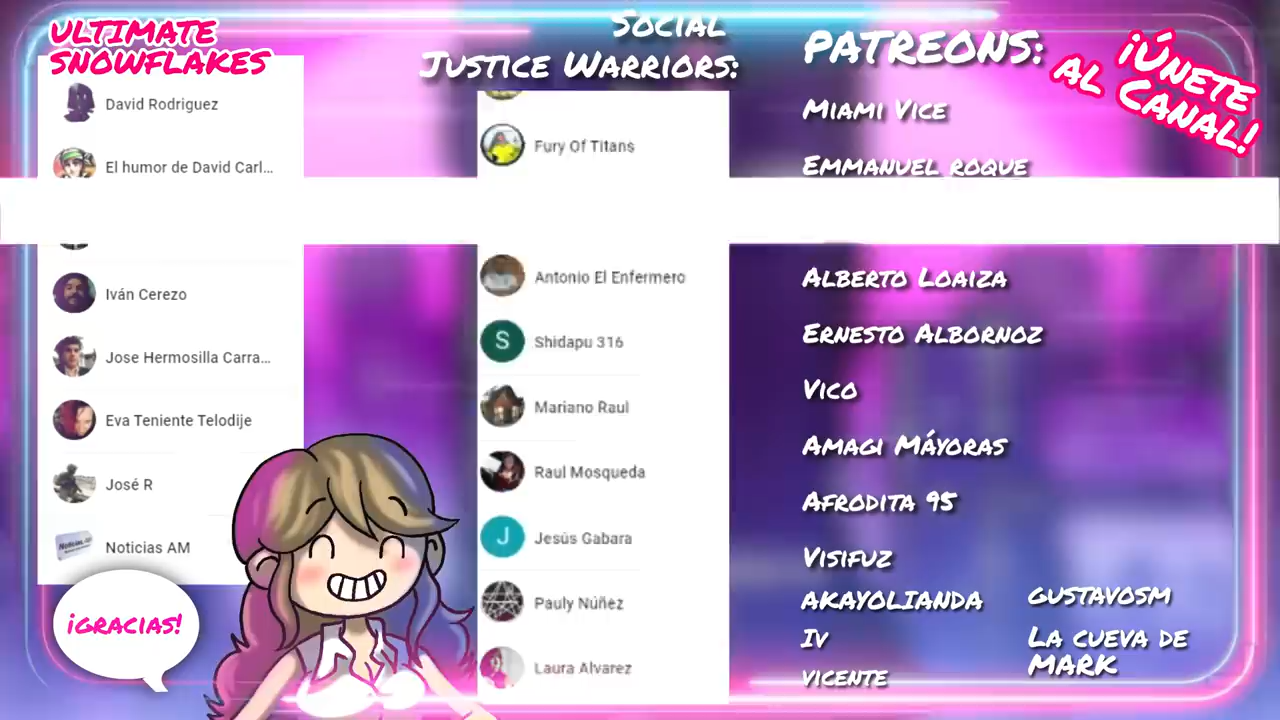 ULTIMATE
SNOWFLAKES
David Rodriguez
El humor de David Carl...
Iván Cerezo
Jose Hermosilla Carra...
Eva Teniente Telodije
José R
Noticias AM
¡GRACIAS!
SOCIAL
JUSTICE WARRIORS:
Fury Of Titans
Antonio El Enfermero
S
Shidapu 316
Mariano Raul
Raul Mosqueda
J
Jesús Gabara
Pauly Núñez
Laura Alvarez
PATREONS:
MIAMI VICE
EMMANUEL ROQUE
ALBERTO LOAIZA
ERNESTO ALBORNOZ
VICO
AMAGI MÁYORAS
AFRODITA 95
VISIFUZ
AKAYOLIANDA
IV
VICENTE
GUSTAVOSM
LA CUEVA DE
MARK
¡ÚNETE
AL CANAL!